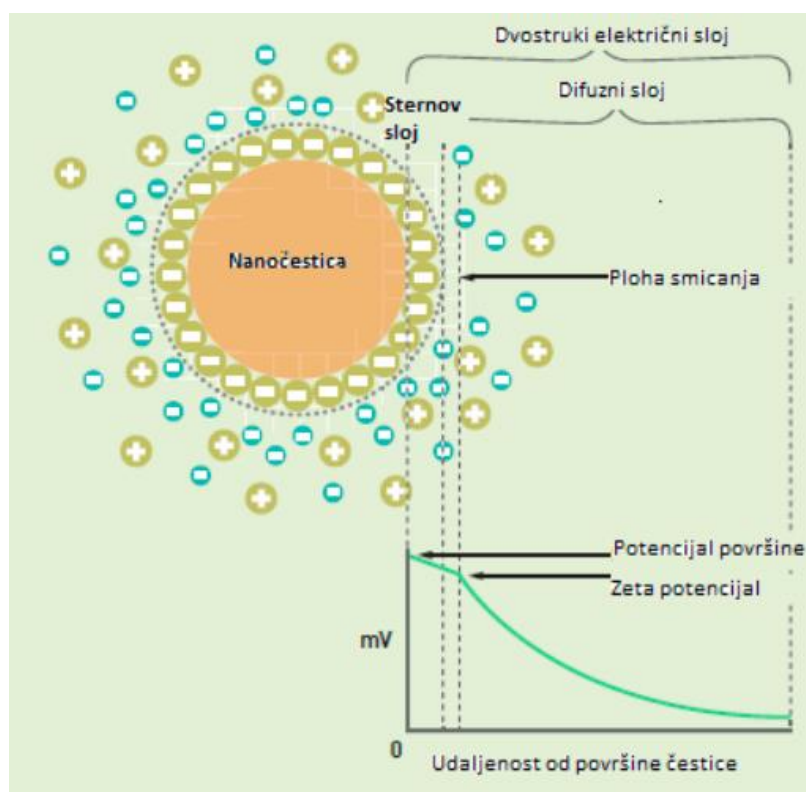 Dvostruki električni sloj
Difuzni sloj
Sternov
sloj
Nanočestica
Ploha smicanja
Potencijal površine
Zeta potencijal
mV
0
Udaljenost od površine čestice